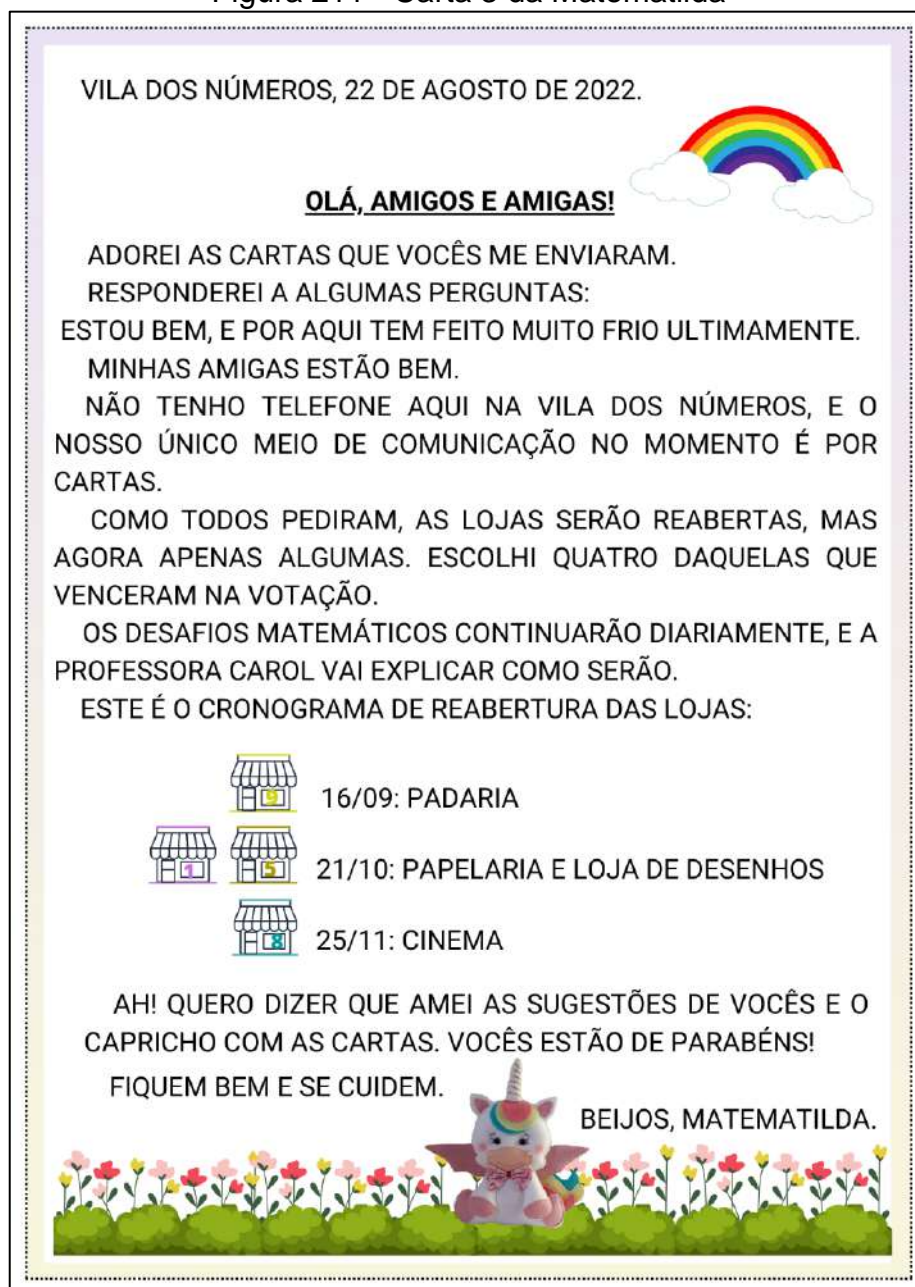 VILA DOS NÚMEROS, 22 DE AGOSTO DE 2022.
OLÁ, AMIGOS E AMIGAS!
ADOREI AS CARTAS QUE VOCÊS ME ENVIARAM.
RESPONDEREI A ALGUMAS PERGUNTAS:
ESTOU BEM, E POR AQUI TEM FEITO MUITO FRIO ULTIMAMENTE.
MINHAS AMIGAS ESTÃO BEM.
NÃO TENHO TELEFONE AQUI NA VILA DOS NÚMEROS, E O
NOSSO ÚNICO MEIO DE COMUNICAÇÃO NO MOMENTO É POR
CARTAS.
COMO TODOS PEDIRAM, AS LOJAS SERÃO REABERTAS, MAS
AGORA APENAS ALGUMAS. ESCOLHI QUATRO DAQUELAS QUE
VENCERAM NA VOTAÇÃO.
OS DESAFIOS MATEMÁTICOS CONTINUARÃO DIARIAMENTE, E A
PROFESSORA CAROL VAI EXPLICAR COMO SERÃO.
ESTE É O CRONOGRAMA DE REABERTURA DAS LOJAS:
9 16/09: PADARIA
1 5 21/10: PAPELARIA E LOJA DE DESENHOS
8 25/11: CINEMA
AH! QUERO DIZER QUE AMEI AS SUGESTÕES DE VOCÊS E O
CAPRICHO COM AS CARTAS. VOCÊS ESTÃO DE PARABÉNS!
FIQUEM BEM E SE CUIDEM.
BEIJOS, MATEMATILDA.